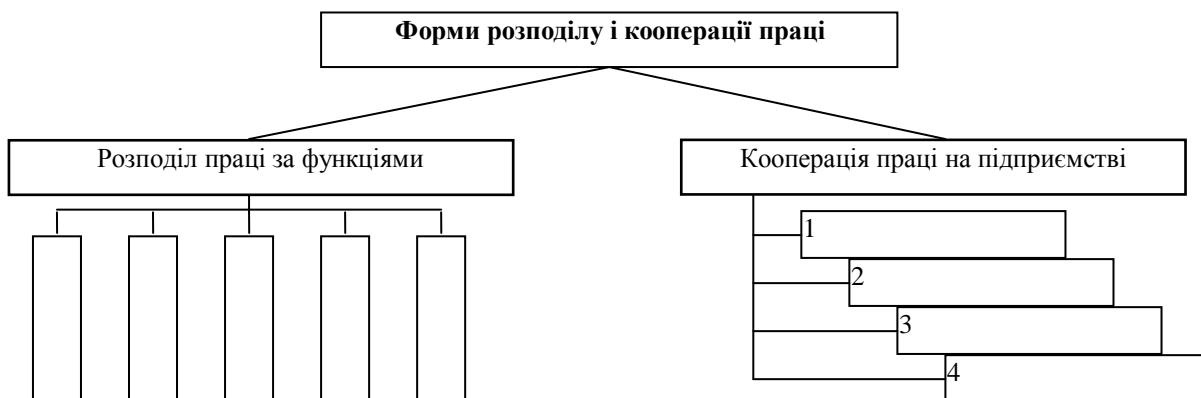 Форми розподілу і кооперації праці
Розподіл праці за функціями
Кооперація праці на підприємстві
1
2
3
4